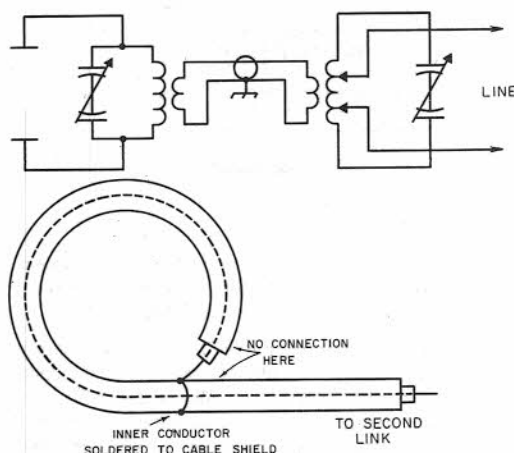 LINE
NO CONNECTION
HERE
TO SECOND
LINK
INNER CONDUCTOR
SOLDERED TO CABLE SHIELD